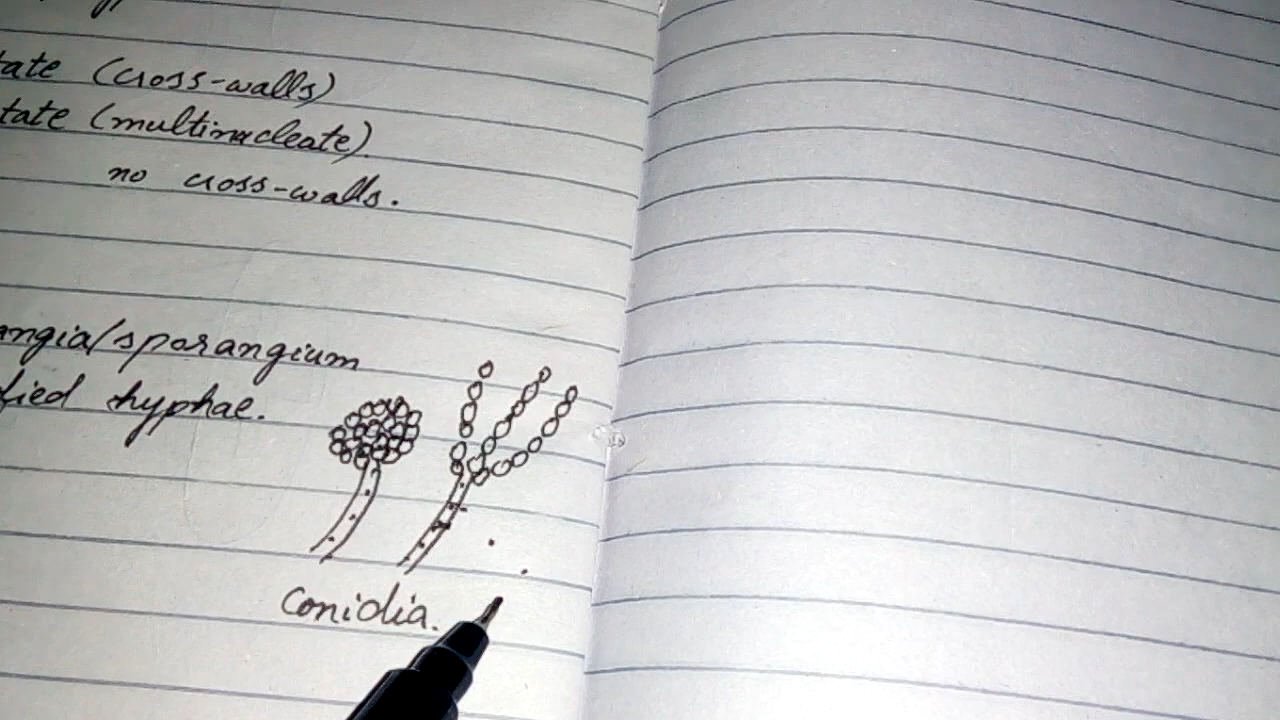 tate (cross-walls)
tate (multinucleate)
no cross-walls.
angia/sporangium
fied hyphae.
Conidia.